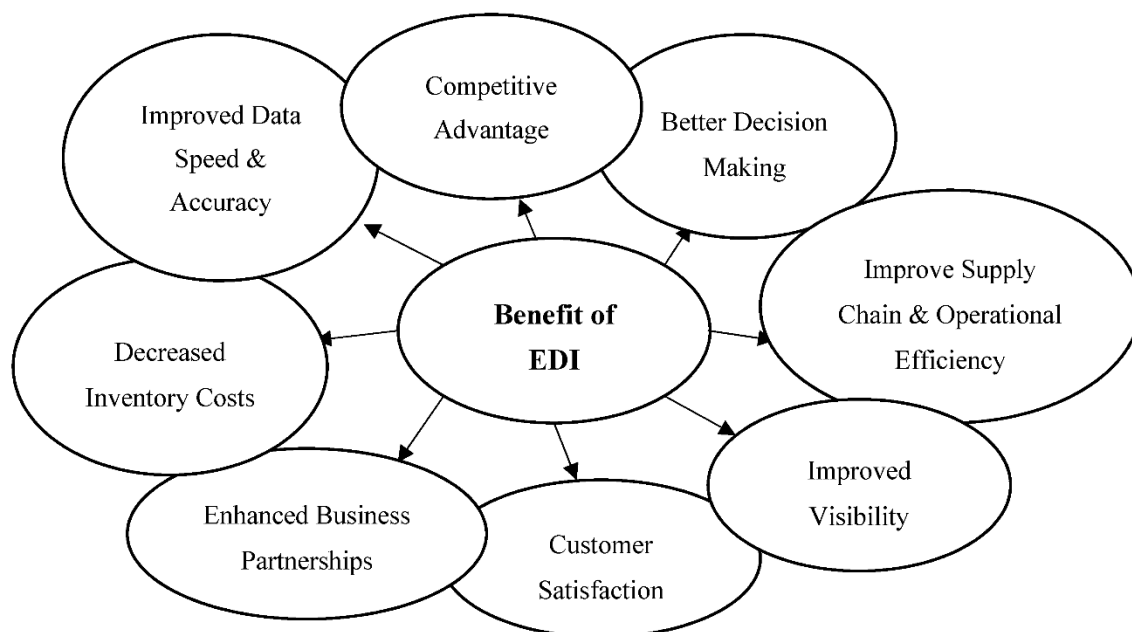 Competitive
Advantage
Better Decision
Making
Improve Supply
Chain & Operational
Efficiency
Improved
Visibility
Customer
Satisfaction
Enhanced Business
Partnerships
Decreased
Inventory Costs
Improved Data
Speed &
Accuracy
Benefit of
EDI